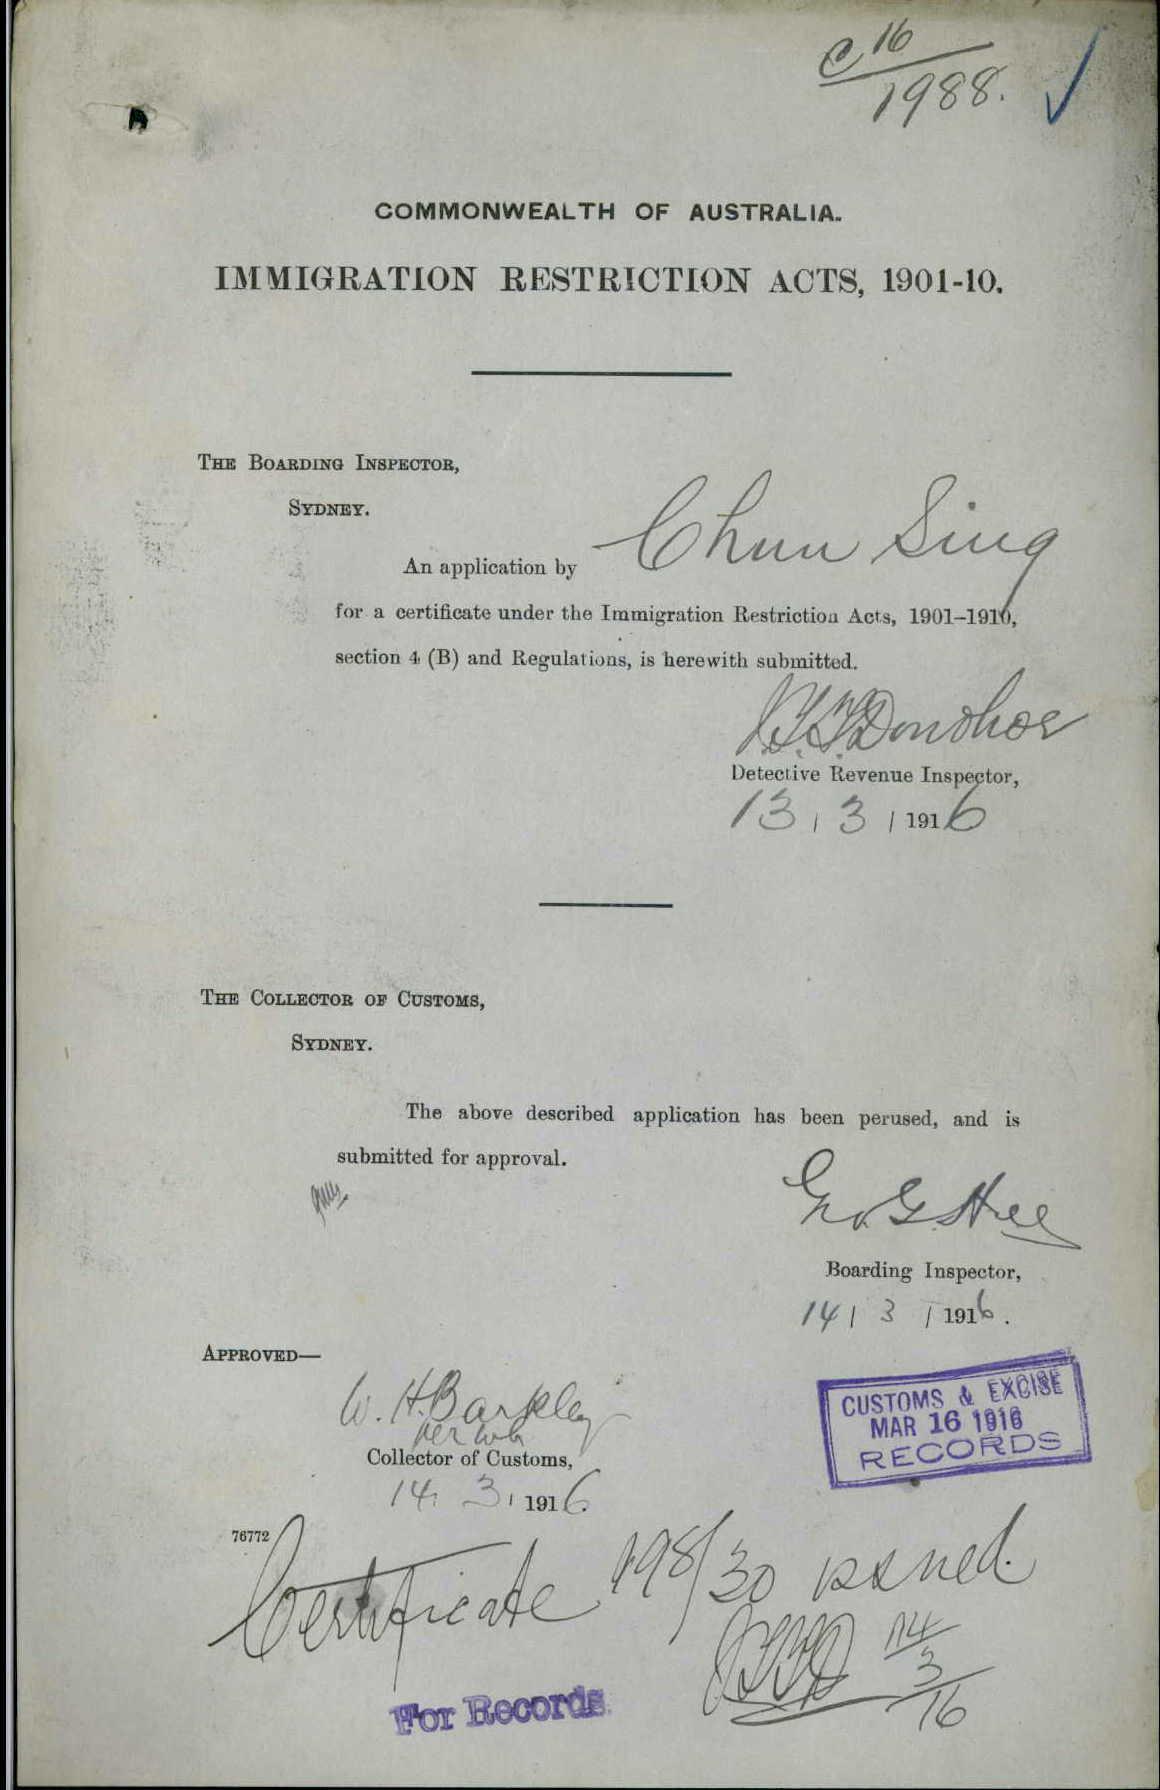 C 16
1988.
COMMONWEALTH OF AUSTRALIA.
IMMIGRATION RESTRICTION ACTS, 1901-10.
THE BOARDING INSPECTOR,
SYDNEY.
An application by Chun Sing
for a certificate under the Immigration Restriction Acts, 1901–1910,
section 4 (B) and Regulations, is herewith submitted.
J.T.T. Donohoe
Detective Revenue Inspector,
13 / 3 / 1916
THE COLLECTOR OF CUSTOMS,
SYDNEY.
The above described application has been perused, and is
submitted for approval.
Boarding Inspector,
14 / 3 / 1916.
APPROVED—
W. H. Barkley
per
Collector of Customs,
14. 3. 1916.
CUSTOMS & EXCISE
MAR 16 1916
RECORDS
76772
Certificate 198/30 issued.
JTTD 14/3/16
For Records